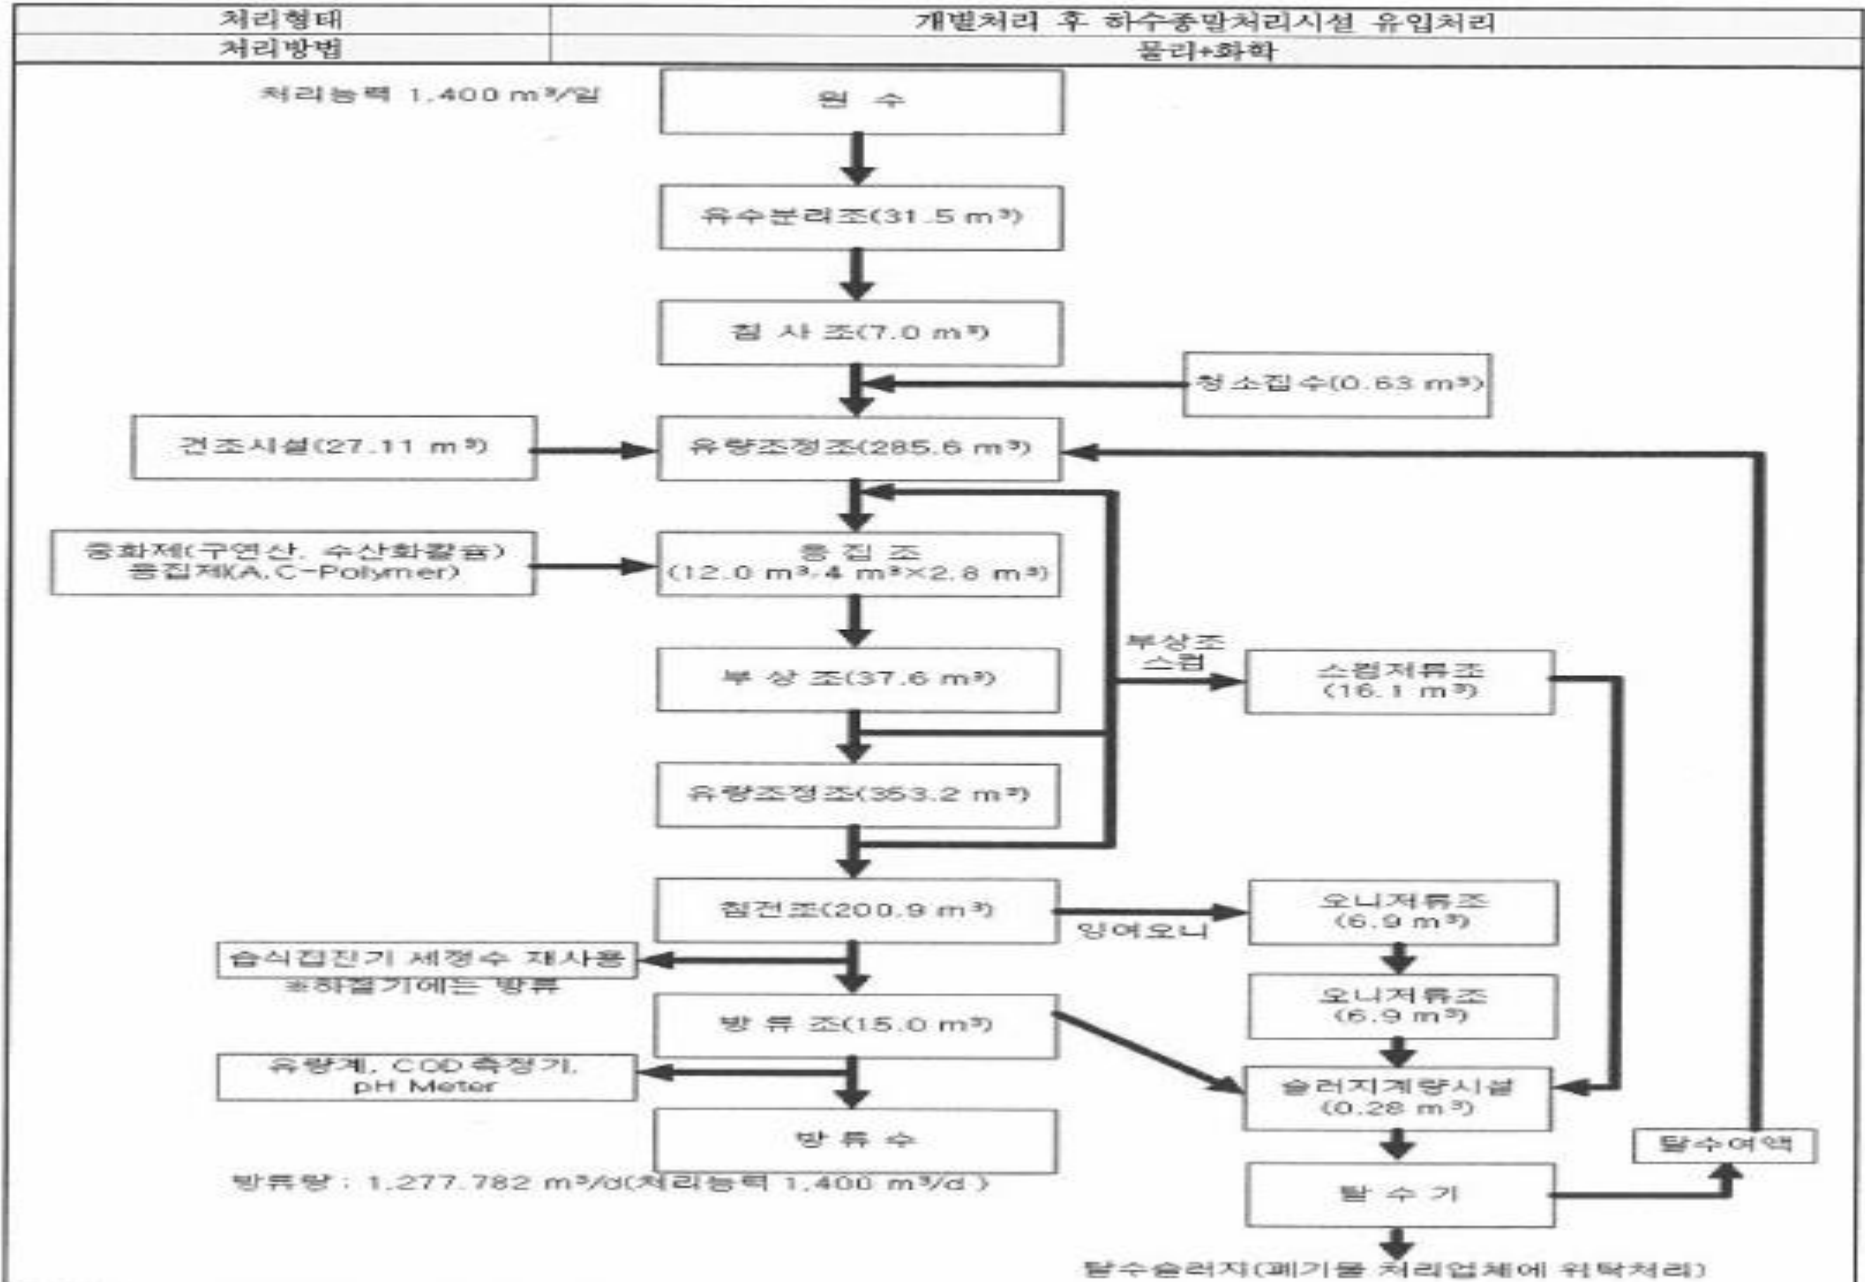 처리형태
개별처리 후 하수종말처리시설 유입처리
처리방법
물리+화학
처리능력 1,400 m³/일
원 수
유수분리조(31.5 m³)
침 사 조(7.0 m³)
청소집수(0.63 m³)
건조시설(27.11 m³)
유량조정조(285.6 m³)
중화제(구연산, 수산화칼슘)
응집제(A,C-Polymer)
응 집 조
(12.0 m³,4 m³×2,8 m³)
부 상 조(37.6 m³)
부상조
스컴
스컴저류조
(16.1 m³)
유량조정조(353.2 m³)
침전조(200.9 m³)
잉여오니
오니저류조
(6.9 m³)
습식집진기 세정수 재사용
※하절기에는 방류
오니저류조
(6.9 m³)
방 류 조(15.0 m³)
유량계, COD 측정기,
pH Meter
슬러지계량시설
(0.28 m³)
방 류 수
탈수여액
방류량 : 1,277.782 m³/d(처리능력 1,400 m³/d )
탈 수 기
탈수슬러지(폐기물 처리업체에 위탁처리)